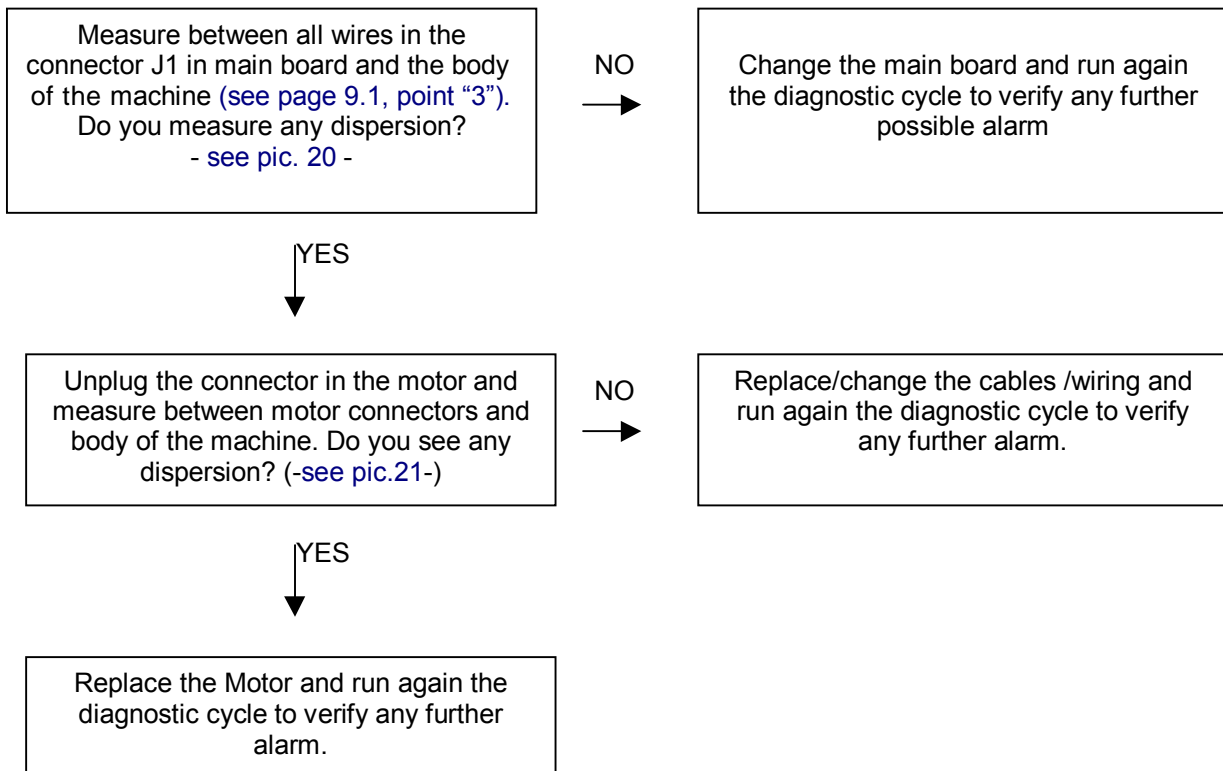 Measure between all wires in the
connector J1 in main board and the body
of the machine (see page 9.1, point “3”).
Do you measure any dispersion?
- see pic. 20 -
NO
Change the main board and run again
the diagnostic cycle to verify any further
possible alarm
YES
Unplug the connector in the motor and
measure between motor connectors and
body of the machine. Do you see any
dispersion? (-see pic.21-)
NO
Replace/change the cables /wiring and
run again the diagnostic cycle to verify
any further alarm.
YES
Replace the Motor and run again the
diagnostic cycle to verify any further
alarm.